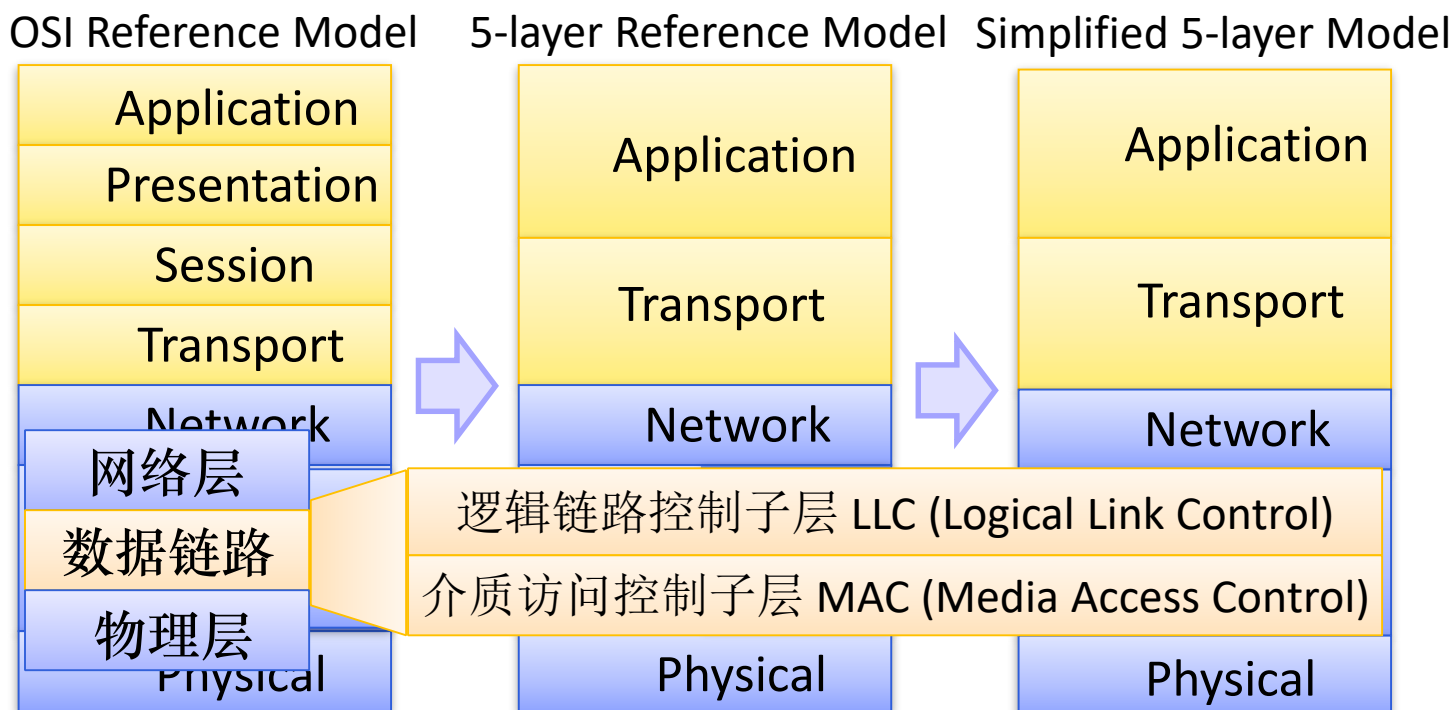 OSI Reference Model
Application
Presentation
Session
Transport
Network
网络层
数据链路
物理层
Physical
5-layer Reference Model
Application
Transport
Network
逻辑链路控制子层 LLC (Logical Link Control)
介质访问控制子层 MAC (Media Access Control)
Physical
Simplified 5-layer Model
Application
Transport
Network
Physical